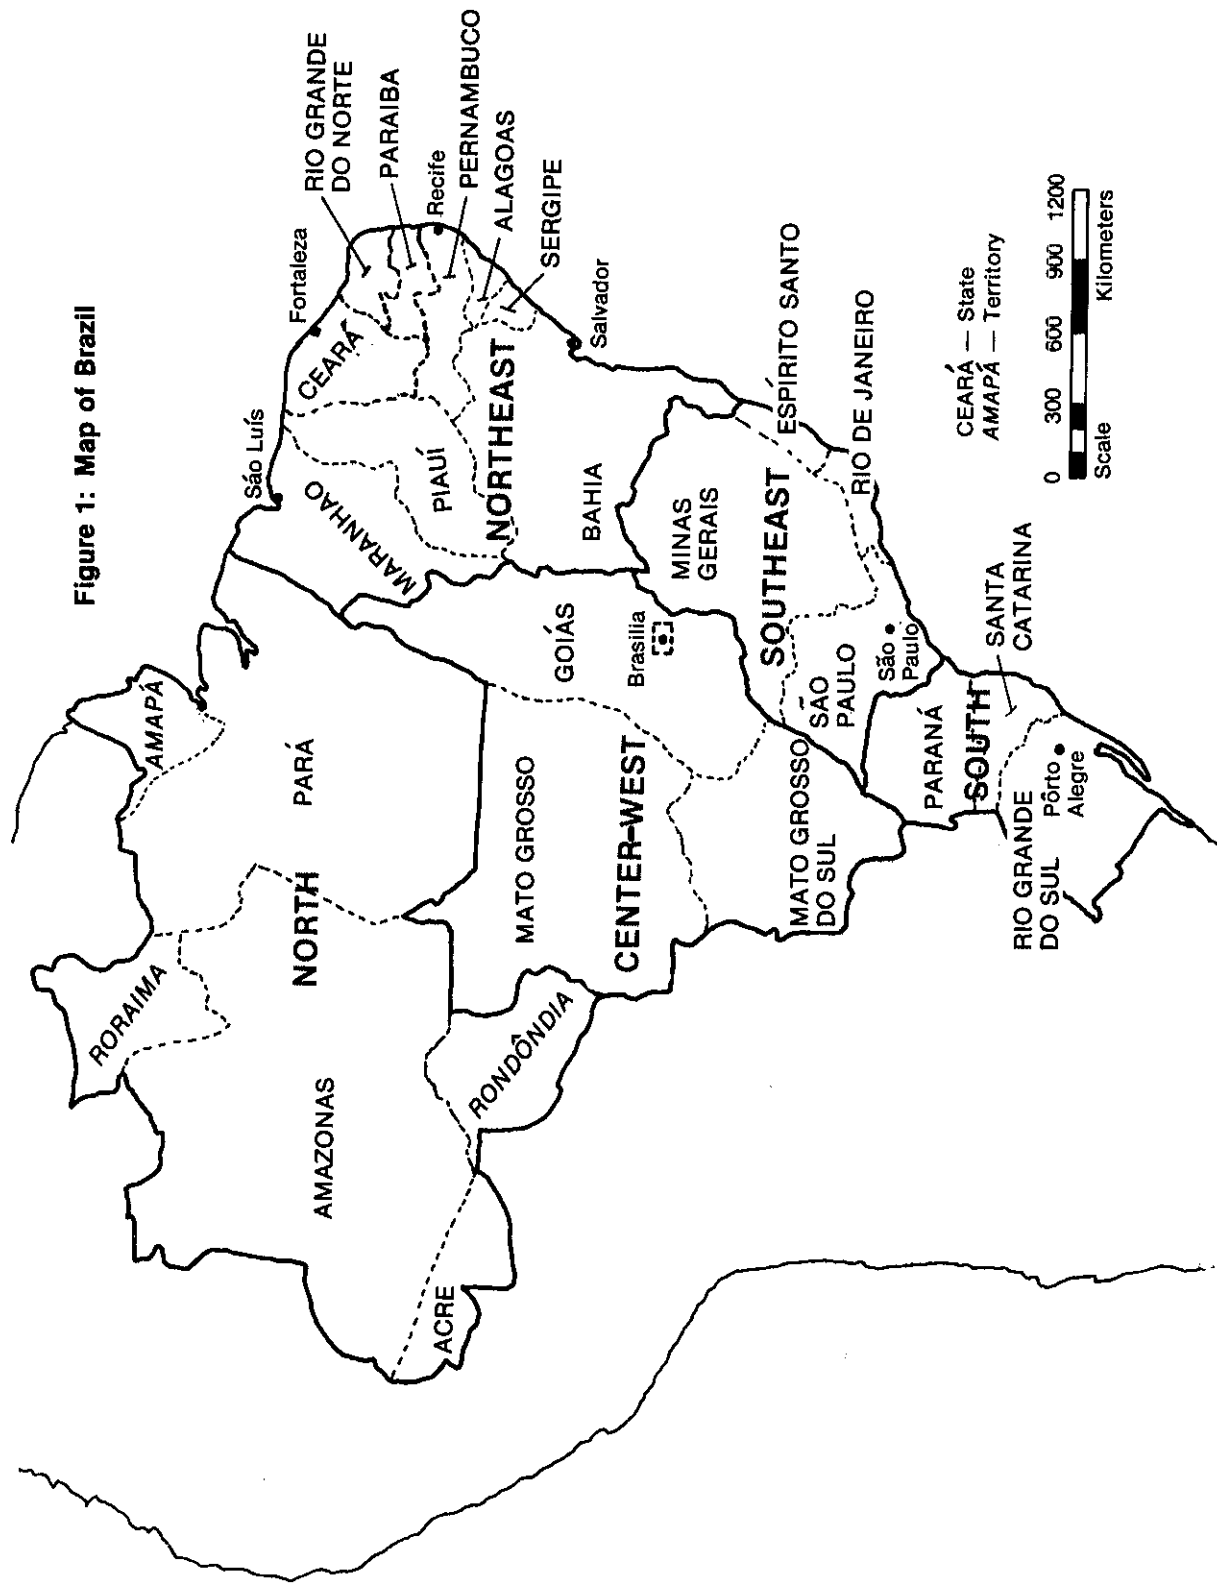 Figure 1: Map of Brazil
RORAIMA
AMAPÁ
São Luís
Fortaleza
RIO GRANDE
DO NORTE
PARAIBA
Recife
PERNAMBUCO
ALAGOAS
SERGIPE
CEARÁ
MARANHAO
PIAUÍ
AMAZONAS
NORTH
PARÁ
NORTHEAST
Salvador
ACRE
RONDÔNDIA
MATO GROSSO
GOIÁS
BAHIA
CENTER-WEST
Brasilia
MINAS
GERAIS
ESPÍRITO SANTO
SOUTHEAST
MATO GROSSO
DO SUL
SÃO
PAULO
RIO DE JANEIRO
São
Paulo
PARANÁ
SOUTH
SANTA
CATARINA
RIO GRANDE
DO SUL
Pôrto
Alegre
CEARÁ — State
AMAPÁ — Territory
0 300 600 900 1200
Scale Kilometers